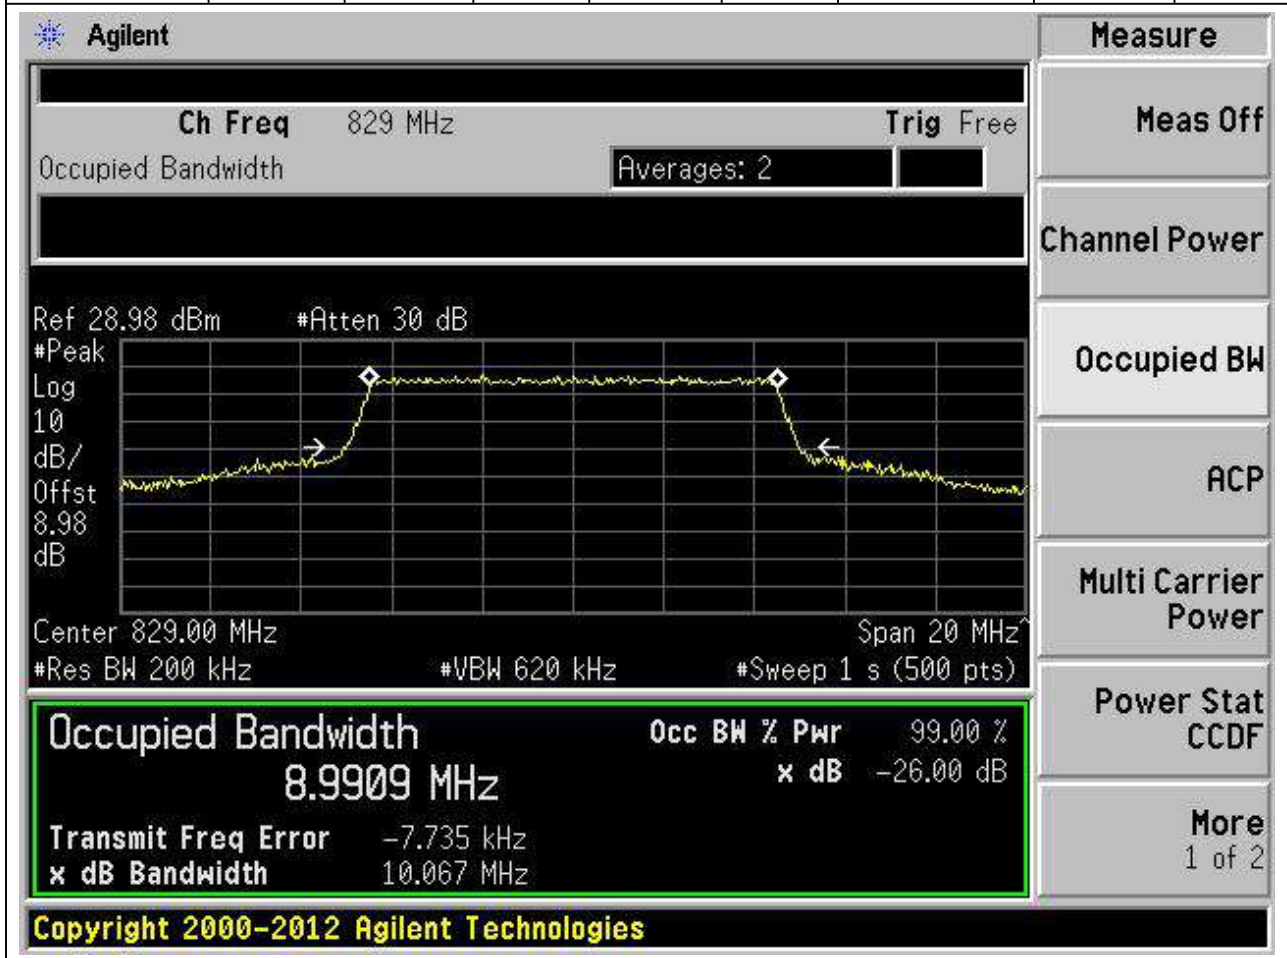 Agilent
Measure
Ch Freq 829 MHz Trig Free
Meas Off
Occupied Bandwidth Averages: 2
Channel Power
Ref 28.98 dBm #Atten 30 dB
#Peak
Log
10
dB/
Offst
8.98
dB
Occupied BW
ACP
Multi Carrier
Power
Center 829.00 MHz Span 20 MHz^
#Res BW 200 kHz #VBW 620 kHz #Sweep 1 s (500 pts)
Power Stat
CCDF
Occupied Bandwidth
8.9909 MHz
Occ BW % Pwr 99.00 %
x dB -26.00 dB
Transmit Freq Error -7.735 kHz
x dB Bandwidth 10.067 MHz
More
1 of 2
Copyright 2000-2012 Agilent Technologies